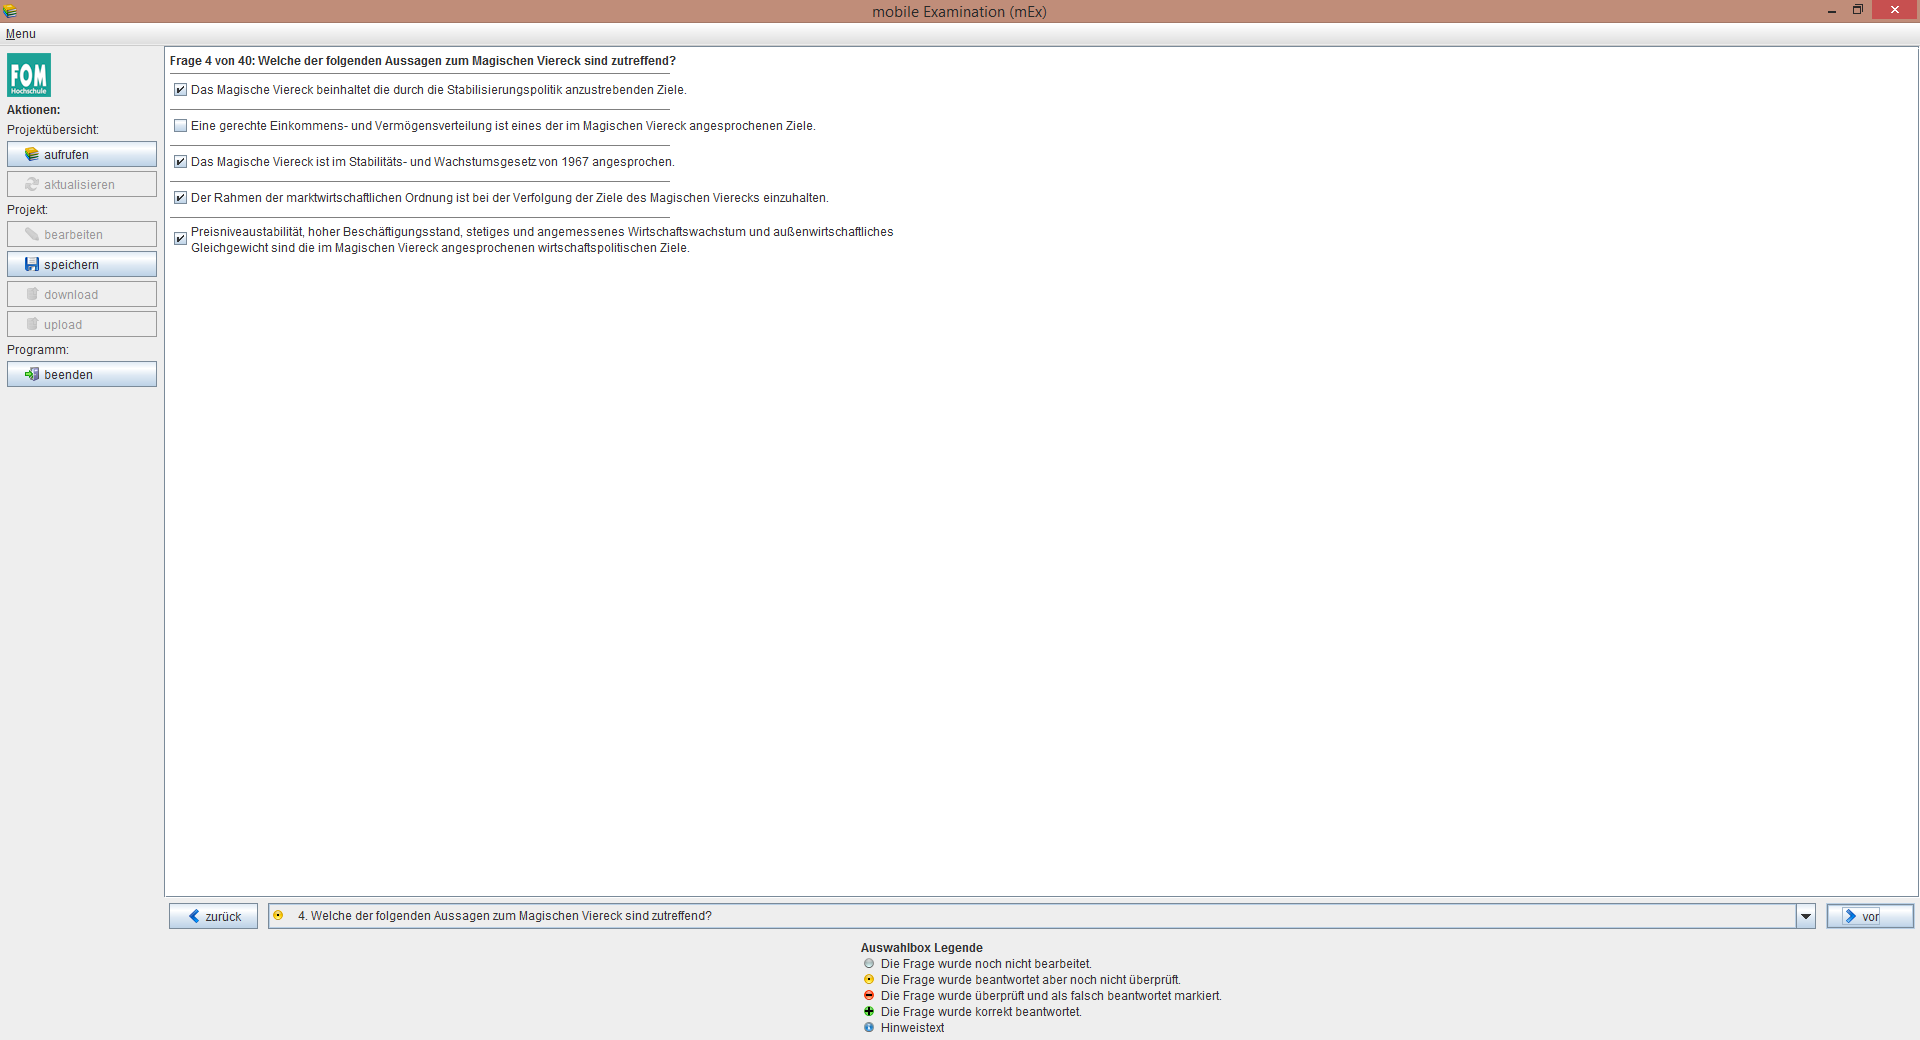 mobile Examination (mEx)
Menu
FOM
Hochschule
Aktionen:
Projektübersicht:
aufrufen
aktualisieren
Projekt:
bearbeiten
speichern
download
upload
Programm:
beenden
Frage 4 von 40: Welche der folgenden Aussagen zum Magischen Viereck sind zutreffend?
Das Magische Viereck beinhaltet die durch die Stabilisierungspolitik anzustrebenden Ziele.
Eine gerechte Einkommens- und Vermögensverteilung ist eines der im Magischen Viereck angesprochenen Ziele.
Das Magische Viereck ist im Stabilitäts- und Wachstumsgesetz von 1967 angesprochen.
Der Rahmen der marktwirtschaftlichen Ordnung ist bei der Verfolgung der Ziele des Magischen Vierecks einzuhalten.
Preisniveaustabilität, hoher Beschäftigungsstand, stetiges und angemessenes Wirtschaftswachstum und außenwirtschaftliches
Gleichgewicht sind die im Magischen Viereck angesprochenen wirtschaftspolitischen Ziele.
zurück
4. Welche der folgenden Aussagen zum Magischen Viereck sind zutreffend?
vor
Auswahlbox Legende
Die Frage wurde noch nicht bearbeitet.
Die Frage wurde beantwortet aber noch nicht überprüft.
Die Frage wurde überprüft und als falsch beantwortet markiert.
Die Frage wurde korrekt beantwortet.
Hinweistext